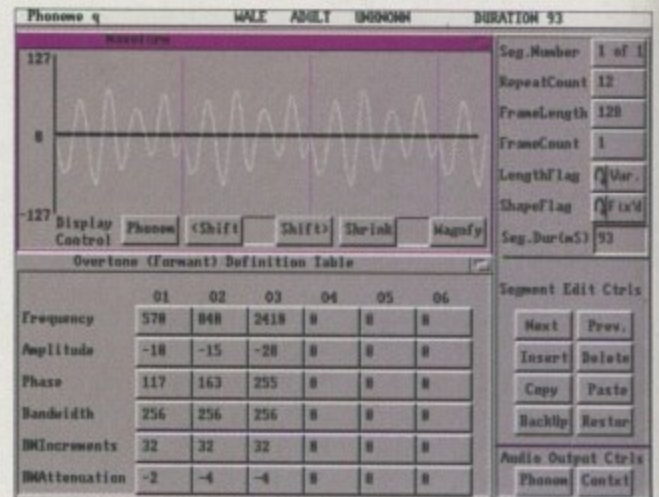 Phoneme q MALE ADULT UNKNOWN DURATION 93
Waveform
127
0
-127
Display Control
Phonem <Shift Shift> Shrink Magnfy
Seg.Number 1 of 1
RepeatCount 12
FrameLength 128
FrameCount 1
LengthFlag Var.
ShapeFlag Fix'd
Seg.Dur(mS) 93
Overtone (Formant) Definition Table
01 02 03 04 05 06
Frequency 570 840 2410 0 0 0
Amplitude -10 -15 -20 0 0 0
Phase 117 163 255 0 0 0
Bandwidth 256 256 256 0 0 0
BWIncrements 32 32 32 0 0 0
BWAttenuation -2 -4 -4 0 0 0
Segment Edit Ctrls
Next Prev.
Insert Delete
Copy Paste
BackUp Restor
Audio Output Ctrls
Phonem Contxt